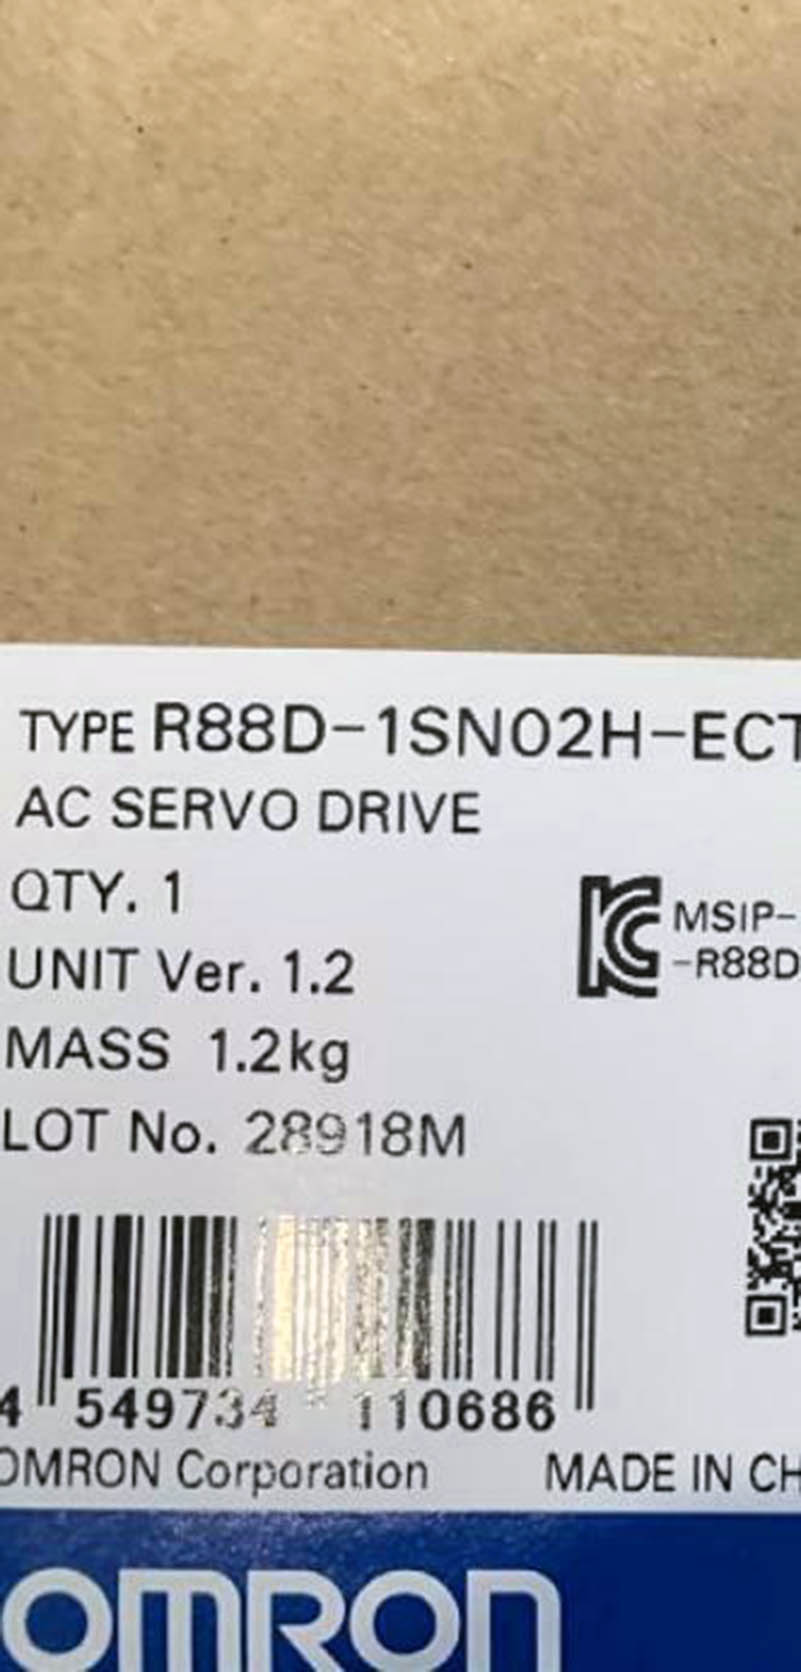 TYPE R88D-1SN02H-ECT
AC SERVO DRIVE
QTY. 1
UNIT Ver. 1.2
MSIP-
-R88D
MASS 1.2kg
LOT No. 28918M
4 549734 110686
OMRON Corporation MADE IN CH
OMRON